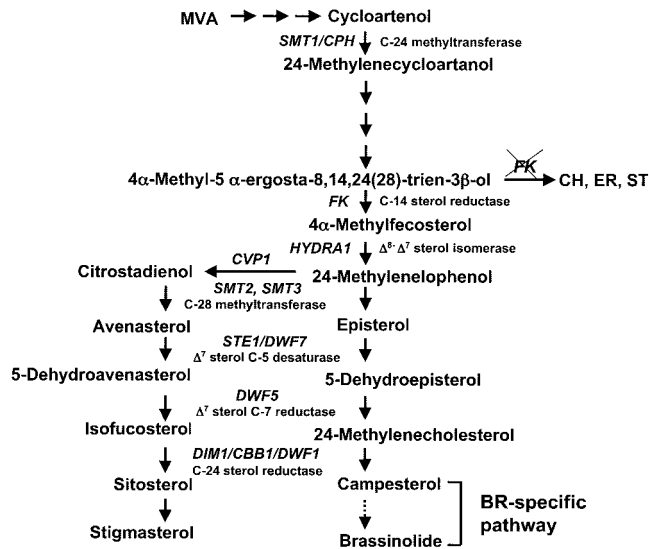 MVA Cycloartenol
SMT1/CPH C-24 methyltransferase
24-Methylenecycloartanol
FK
4α-Methyl-5 α-ergosta-8,14,24(28)-trien-3β-ol CH, ER, ST
FK C-14 sterol reductase
4α-Methylfecosterol
HYDRA1 Δ8- Δ7 sterol isomerase
CVP1
Citrostadienol 24-Methylenelophenol
SMT2, SMT3
C-28 methyltransferase
Avenasterol Episterol
STE1/DWF7
Δ7 sterol C-5 desaturase
5-Dehydroavenasterol 5-Dehydroepisterol
DWF5
Δ7 sterol C-7 reductase
Isofucosterol 24-Methylenecholesterol
DIM1/CBB1/DWF1
C-24 sterol reductase
Sitosterol Campesterol
BR-specific
pathway
Stigmasterol Brassinolide